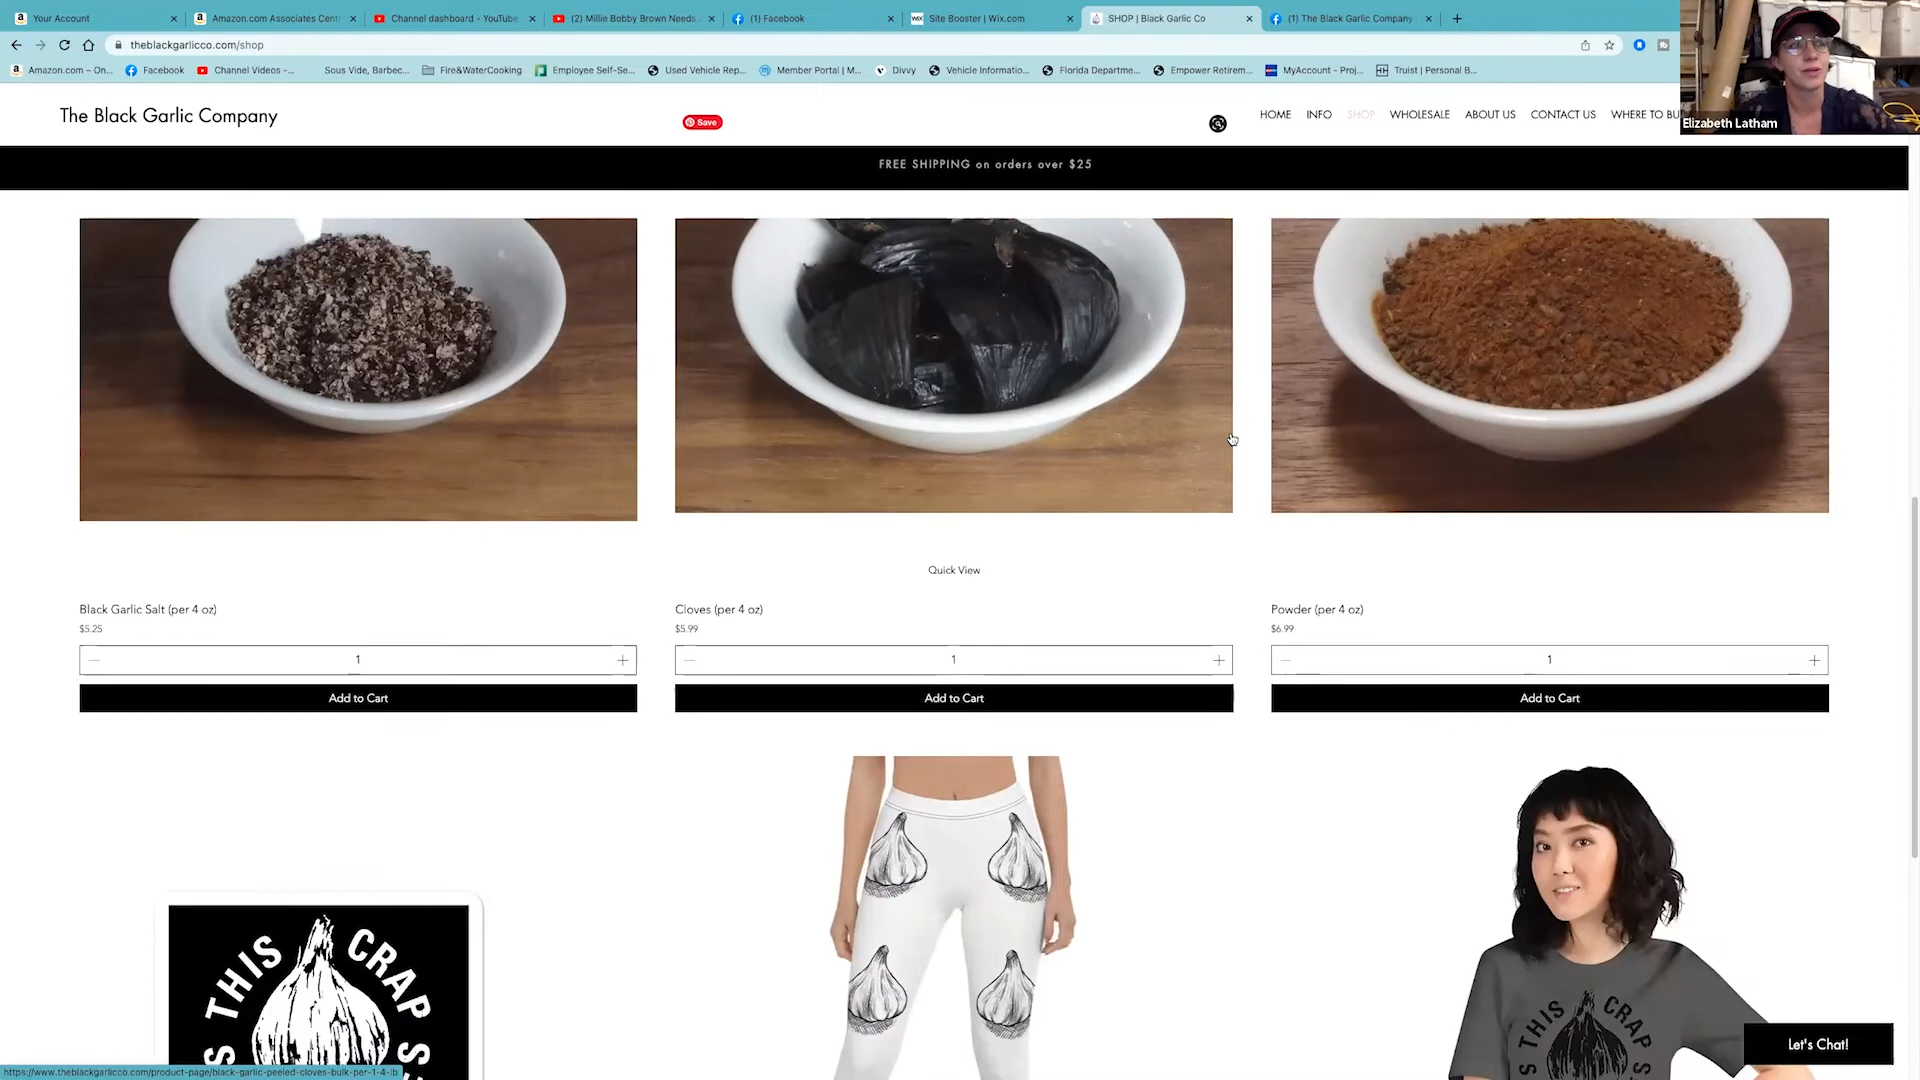 Your Account
Amazon.com Associates Cent
Channel dashboard - YouTube
(2) Millie Bobby Brown Needs
(1) Facebook
Site Booster | Wix.com
SHOP | Black Garlic Co
(1) The Black Garlic Company
theblackgarlicco.com/shop
Amazon.com – On...
Facebook
Channel Videos -...
Sous Vide, Barbec...
Fire&WaterCooking
Employee Self-Se...
Used Vehicle Rep...
Member Portal | M...
Divvy
Vehicle Informatio...
Florida Departme...
Empower Retirem...
MyAccount - Proj...
Truist | Personal B...
Elizabeth Latham
The Black Garlic Company
Save
HOME
INFO
SHOP
WHOLESALE
ABOUT US
CONTACT US
WHERE TO BU
FREE SHIPPING on orders over $25
Quick View
Black Garlic Salt (per 4 oz)
$5.25
1
Add to Cart
Cloves (per 4 oz)
$5.99
1
Add to Cart
Powder (per 4 oz)
$6.99
1
Add to Cart
THIS CRAP
THIS CRAP
Let's Chat!
https://www.theblackgarlicco.com/product-page/black-garlic-peeled-cloves-bulk-per-1-4-lb